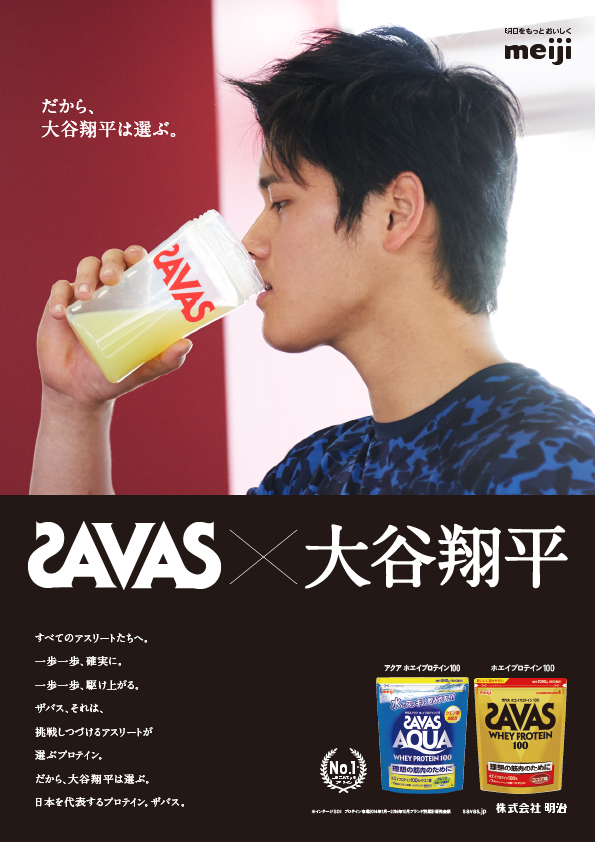 明日をもっとおいしく
meiji
だから、
大谷翔平は選ぶ。
SAVAS
SAVAS×大谷翔平
すべてのアスリートたちへ。
一歩一歩、確実に。
一歩一歩、駆け上がる。
ザバス、それは、
挑戦しつづけるアスリートが
選ぶプロテイン。
だから、大谷翔平は選ぶ。
日本を代表するプロテイン。ザバス。
アクア ホエイプロテイン100
ホエイプロテイン100
meiji
SAVAS
AQUA
WHEY PROTEIN 100
理想の筋肉のために
meiji
SAVAS
WHEY PROTEIN
100
理想の筋肉のために
ココア味
No.1
savas.jp
株式会社 明治